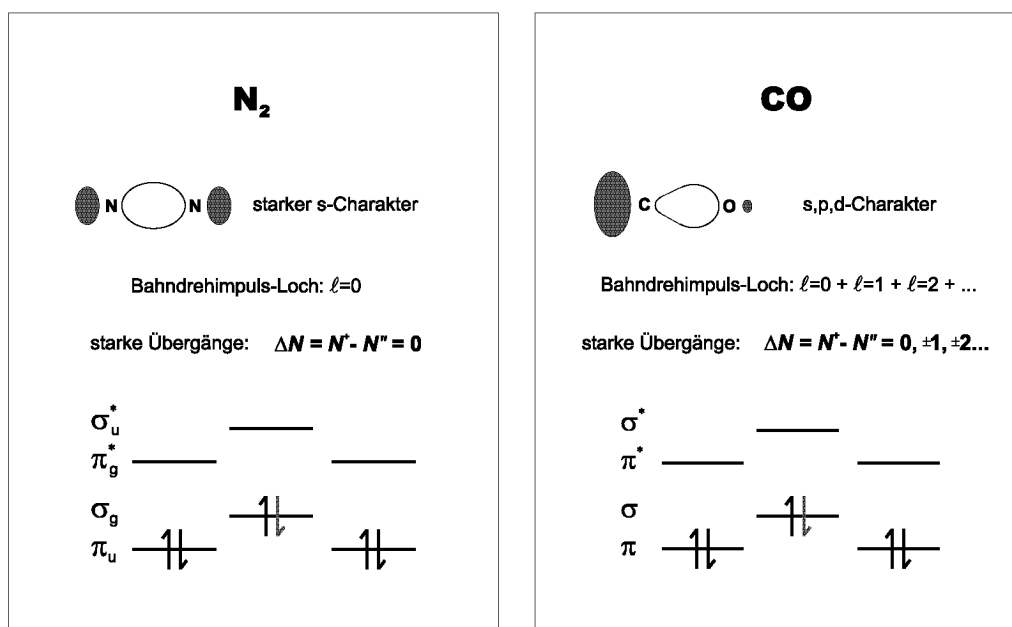 N₂
N N starker s-Charakter
Bahndrehimpuls-Loch: ℓ=0
starke Übergänge: ΔN = N⁺- N" = 0
σ*u
π*g
σg
πu
CO
C O s,p,d-Charakter
Bahndrehimpuls-Loch: ℓ=0 + ℓ=1 + ℓ=2 + ...
starke Übergänge: ΔN = N⁺- N" = 0, ±1, ±2...
σ*
π*
σ
π